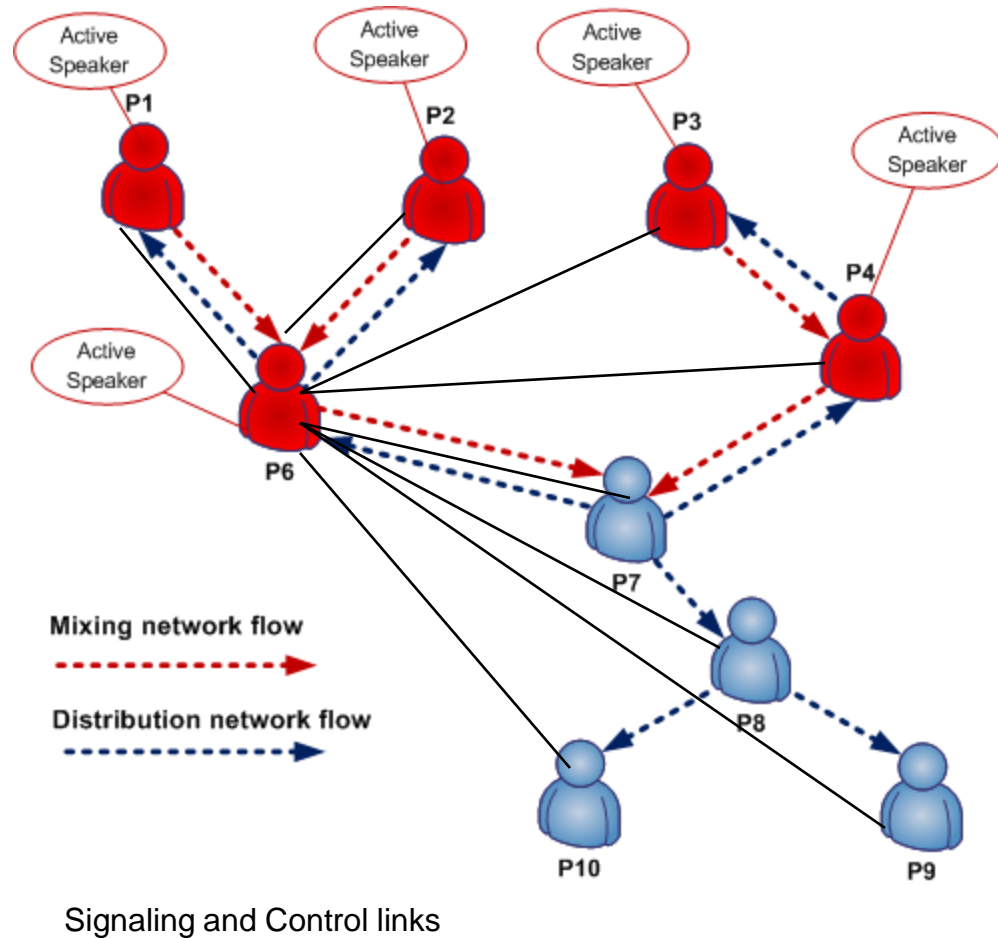 Active
Speaker
Active
Speaker
Active
Speaker
P1
P2
P3
Active
Speaker
P4
Active
Speaker
P6
P7
Mixing network flow
Distribution network flow
P8
P10
P9
Signaling and Control links